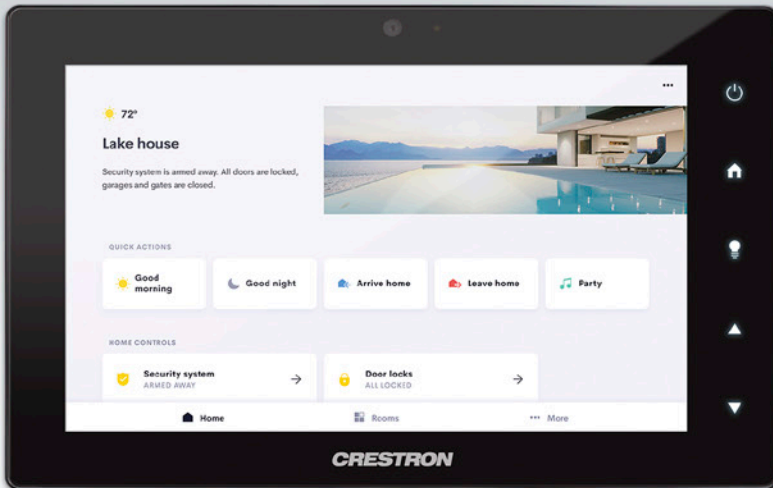 72°
Lake house
Security system is armed away. All doors are locked,
garages and gates are closed.
QUICK ACTIONS
Good
morning
Good night
Arrive home
Leave home
Party
HOME CONTROLS
Security system
ARMED AWAY
Door locks
ALL LOCKED
Home
Rooms
More
CRESTRON